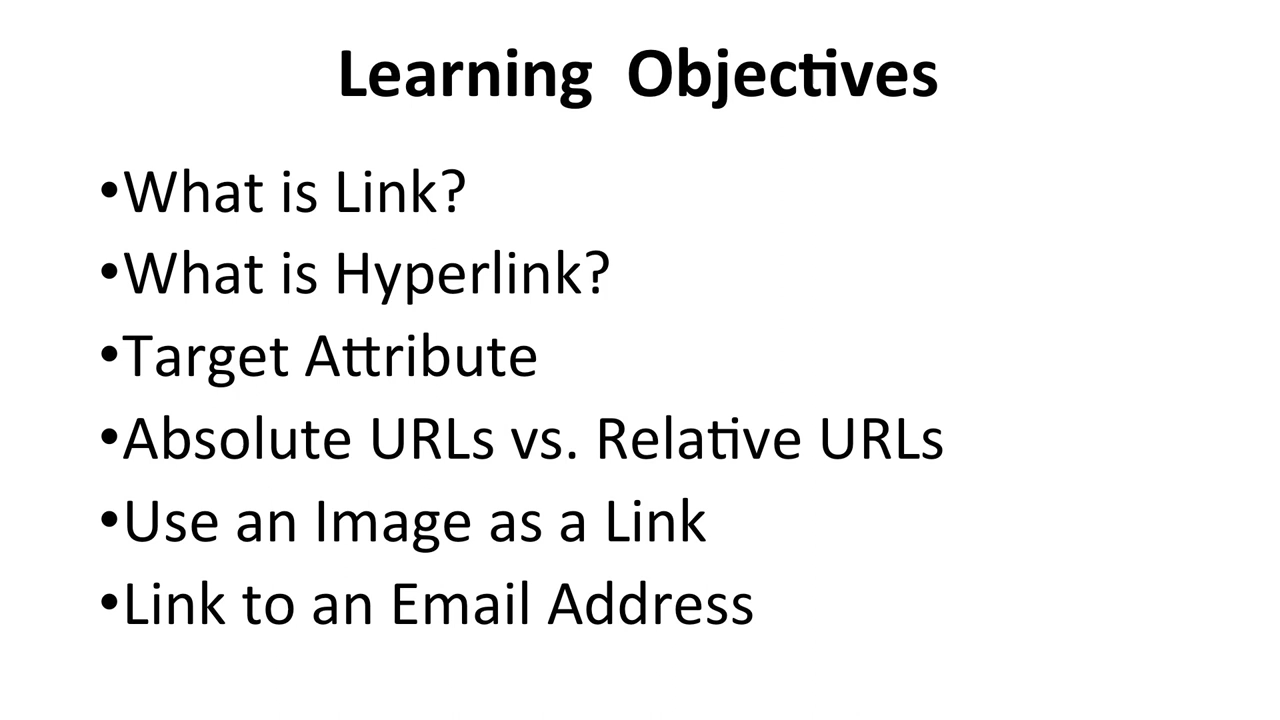 Learning Objectives
•What is Link?
•What is Hyperlink?
•Target Attribute
•Absolute URLs vs. Relative URLs
•Use an Image as a Link
•Link to an Email Address